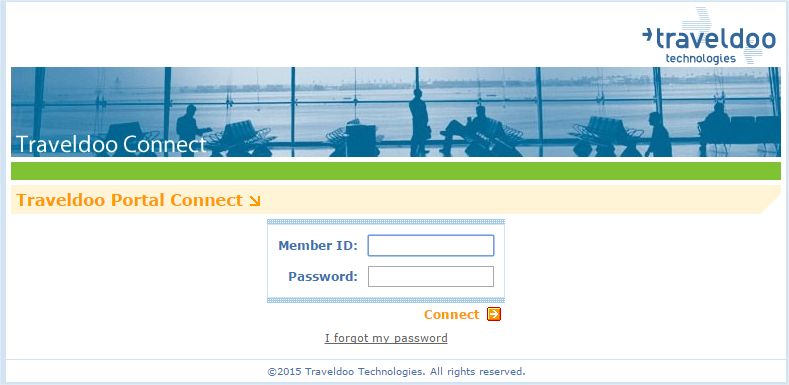 traveldoo
technologies
Traveldoo Connect
Traveldoo Portal Connect
Member ID:
Password:
Connect
I forgot my password
©2015 Traveldoo Technologies. All rights reserved.